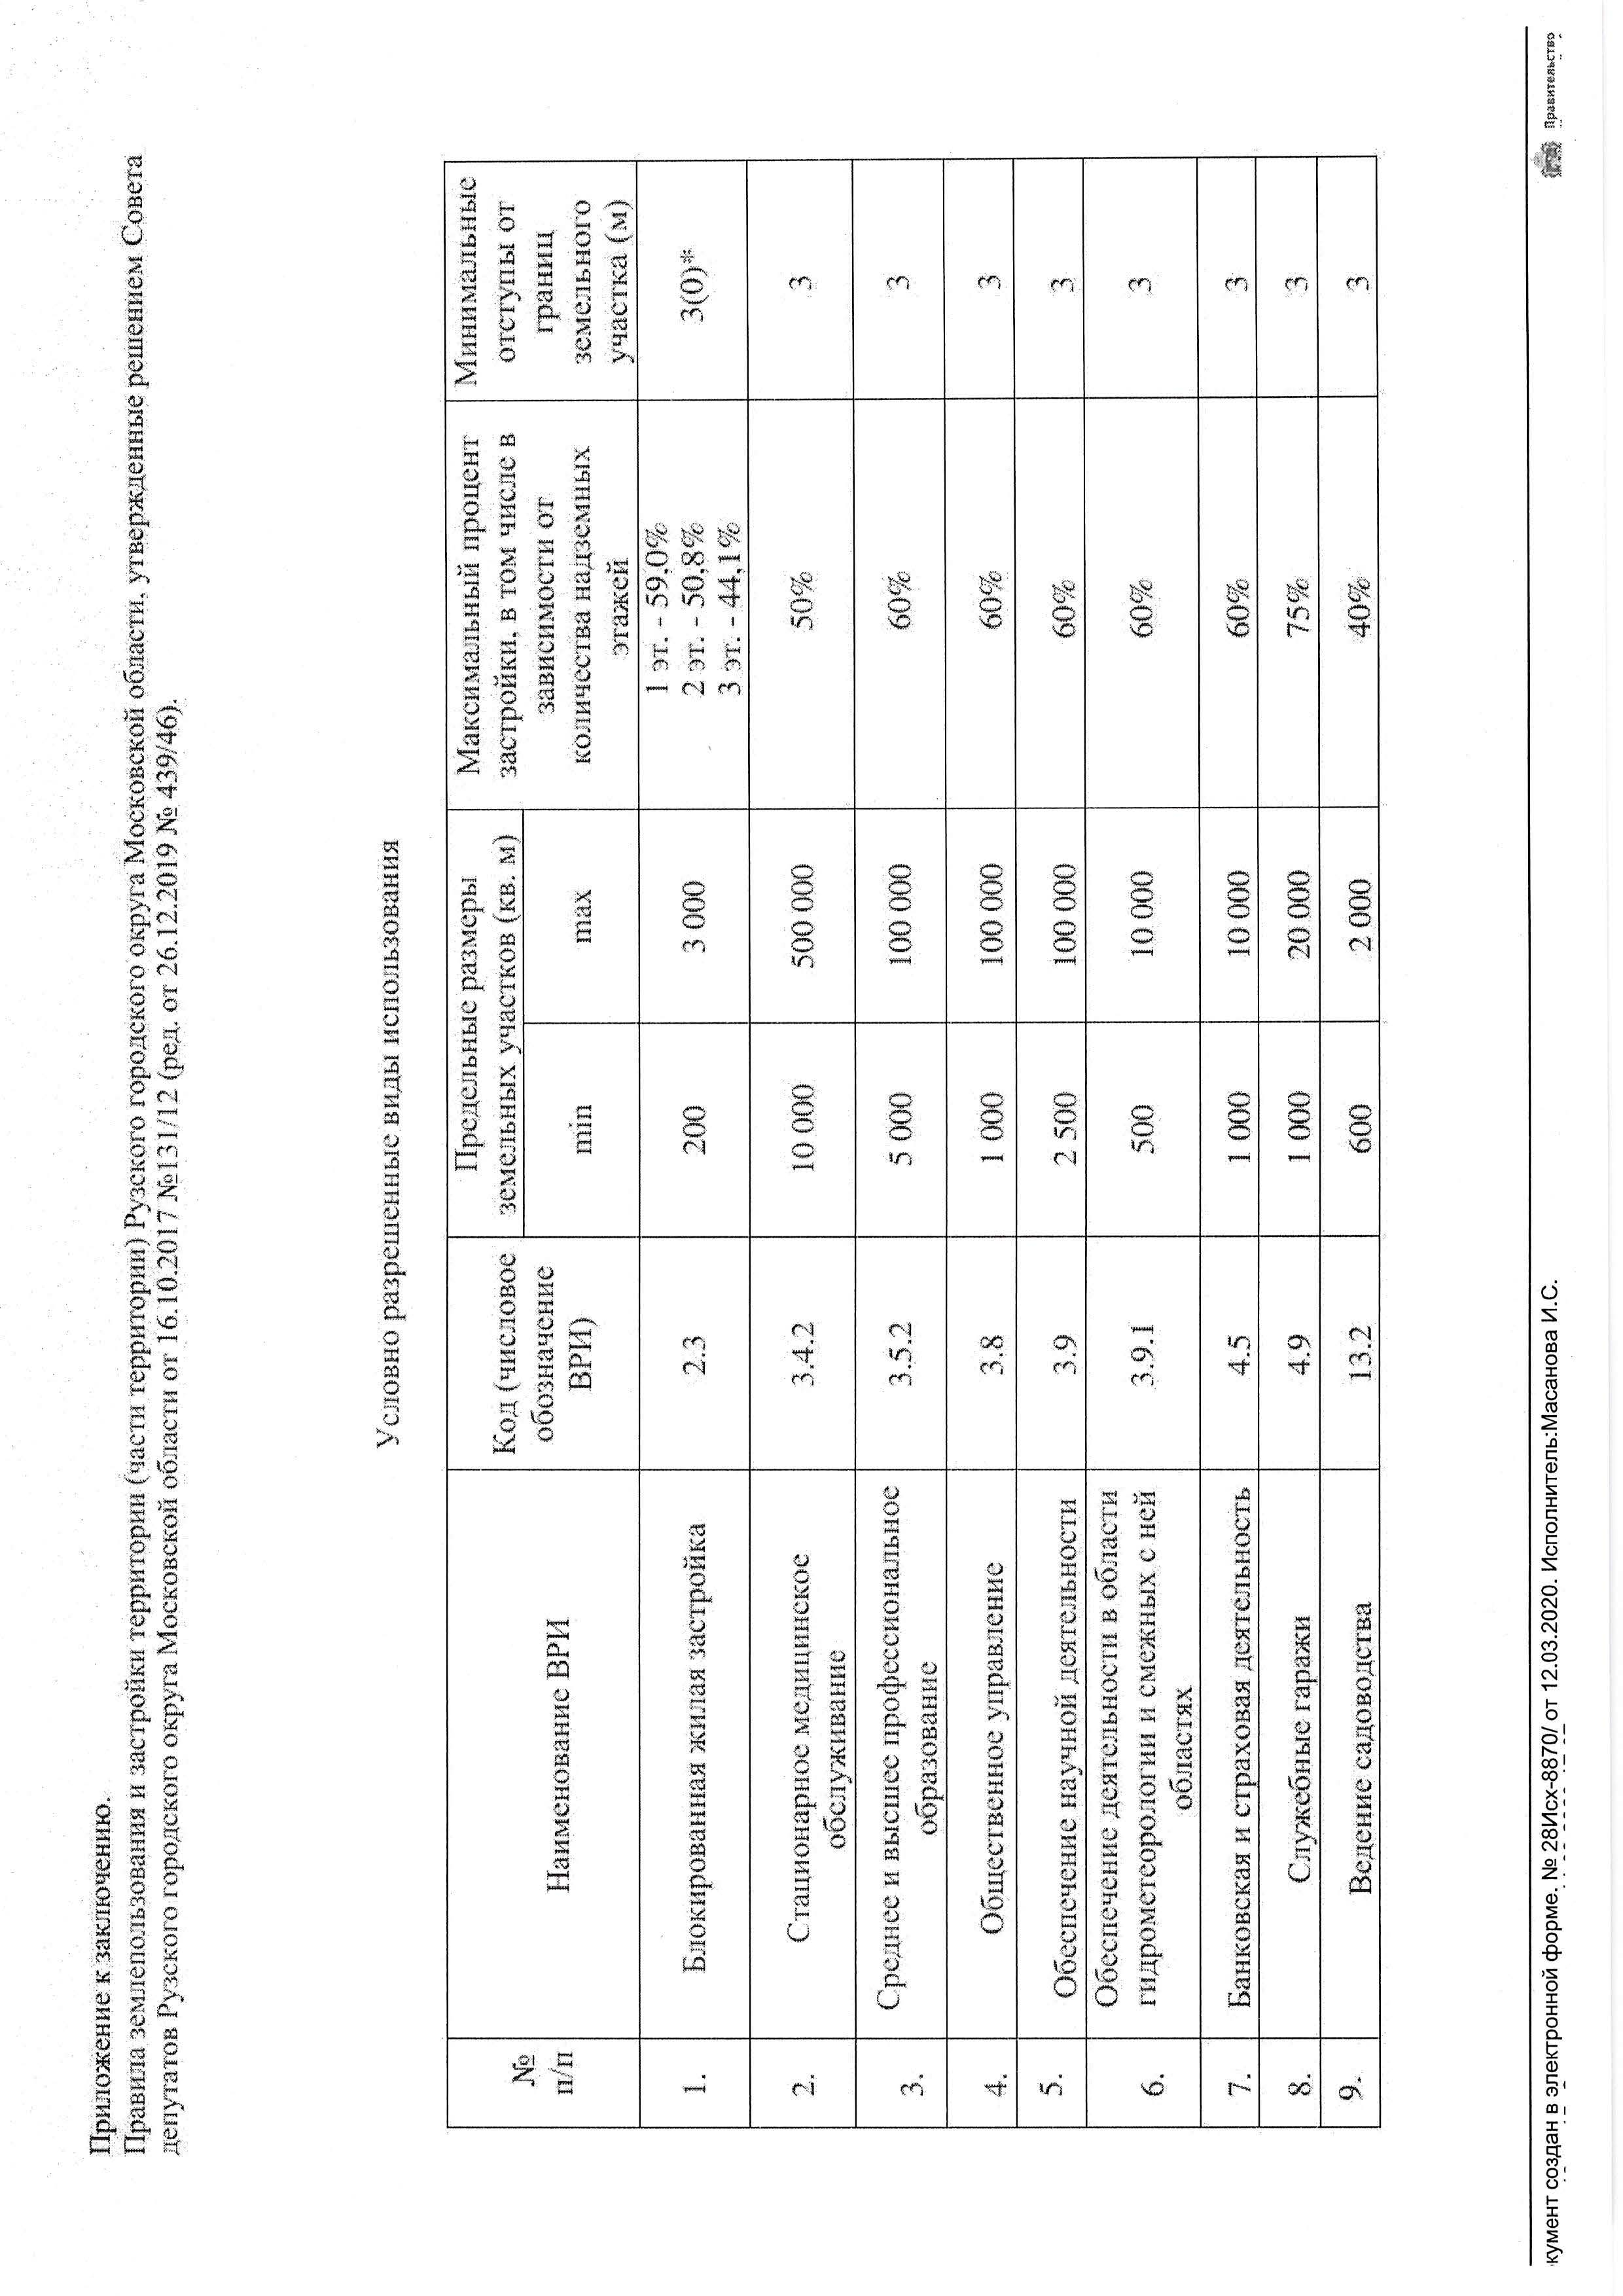 Приложение к заключению.
Правила землепользования и застройки территории (части территории) Рузского городского округа Московской области, утвержденные решением Совета
депутатов Рузского городского округа Московской области от 16.10.2017 №131/12 (ред. от 26.12.2019 № 439/46).
Условно разрешенные виды использования
№
п/п
Наименование ВРИ
Код (числовое
обозначение
ВРИ)
Предельные размеры
земельных участков (кв. м)
min
max
Максимальный процент
застройки, в том числе в
зависимости от
количества надземных
этажей
Минимальные
отступы от
границ
земельного
участка (м)
1. Блокированная жилая застройка 2.3 200 3 000
1 эт. - 59,0%
2 эт. - 50,8%
3 эт. - 44,1%
3(0)*
2. Стационарное медицинское
обслуживание
3.4.2 10 000 500 000 50% 3
3. Среднее и высшее профессиональное
образование
3.5.2 5 000 100 000 60% 3
4. Общественное управление 3.8 1 000 100 000 60% 3
5. Обеспечение научной деятельности 3.9 2 500 100 000 60% 3
6. Обеспечение деятельности в области
гидрометеорологии и смежных с ней
областях
3.9.1 500 10 000 60% 3
7. Банковская и страховая деятельность 4.5 1 000 10 000 60% 3
8. Служебные гаражи 4.9 1 000 20 000 75% 3
9. Ведение садоводства 13.2 600 2 000 40% 3
кумент создан в электронной форме. № 28Исх-8870/ от 12.03.2020. Исполнитель:Масанова И.С.
Правительство